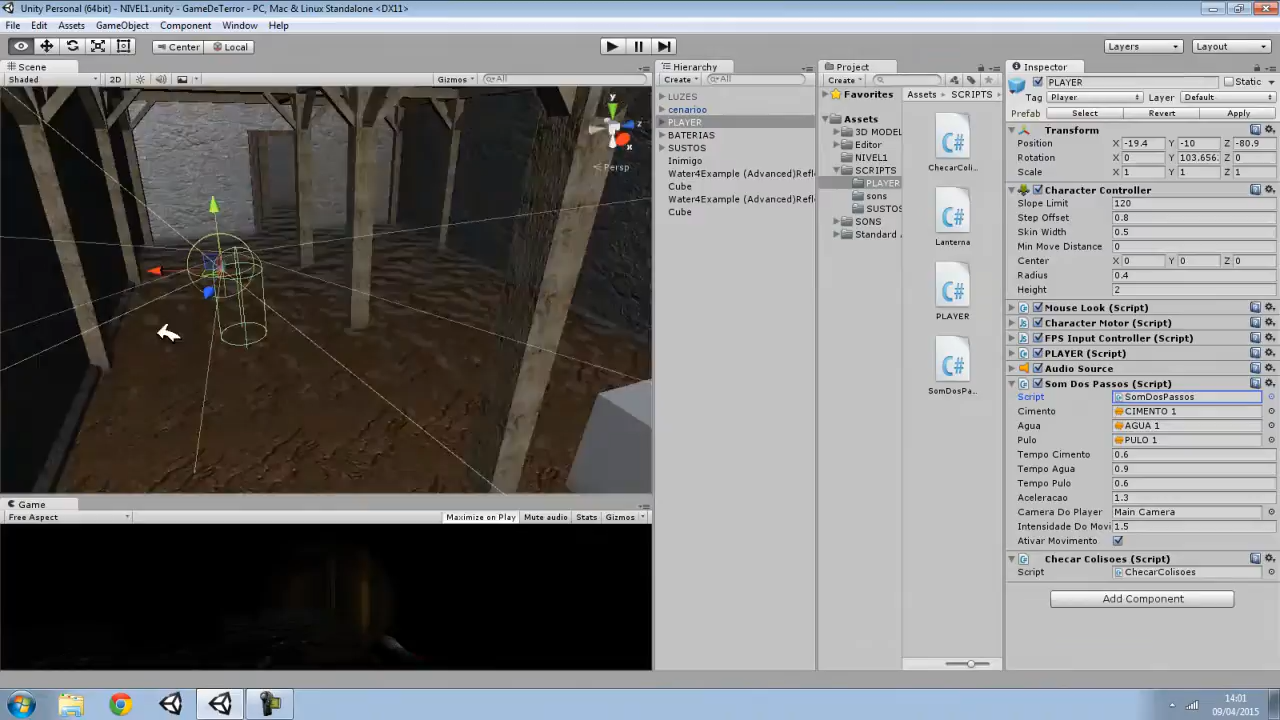 Unity Personal (64bit) - NIVEL1.unity - GameDeTerror - PC, Mac & Linux Standalone <DX11>
File Edit Assets GameObject Component Window Help
Center Local Layers Layout
Scene
Shaded 2D Gizmos All
y
z
x
Persp
Game
Free Aspect Maximize on Play Mute audio Stats Gizmos
Hierarchy
Create All
LUZES
cenarioo
PLAYER
BATERIAS
SUSTOS
Inimigo
Water4Example (Advanced)Refle
Cube
Water4Example (Advanced)Refle
Cube
Project
Create
Favorites
Assets
3D MODEL
Editor
NIVEL1
SCRIPTS
PLAYER
sons
SUSTOS
SONS
Standard
Assets SCRIPTS
C#
ChecarColi...
C#
Lanterna
C#
PLAYER
C#
SomDosPa...
Inspector
PLAYER Static
Tag Player Layer Default
Prefab Select Revert Apply
Transform
Position X -19.4 Y -10 Z -80.9
Rotation X 0 Y 103.656 Z 0
Scale X 1 Y 1 Z 1
Character Controller
Slope Limit 120
Step Offset 0.8
Skin Width 0.5
Min Move Distance 0
Center X 0 Y 0 Z 0
Radius 0.4
Height 2
Mouse Look (Script)
Character Motor (Script)
FPS Input Controller (Script)
PLAYER (Script)
Audio Source
Som Dos Passos (Script)
Script SomDosPassos
Cimento CIMENTO 1
Agua AGUA 1
Pulo PULO 1
Tempo Cimento 0.6
Tempo Agua 0.9
Tempo Pulo 0.6
Aceleracao 1.3
Camera Do Player Main Camera
Intensidade Do Movi 1.5
Ativar Movimento
Checar Colisoes (Script)
Script ChecarColisoes
Add Component
14:01
09/04/2015